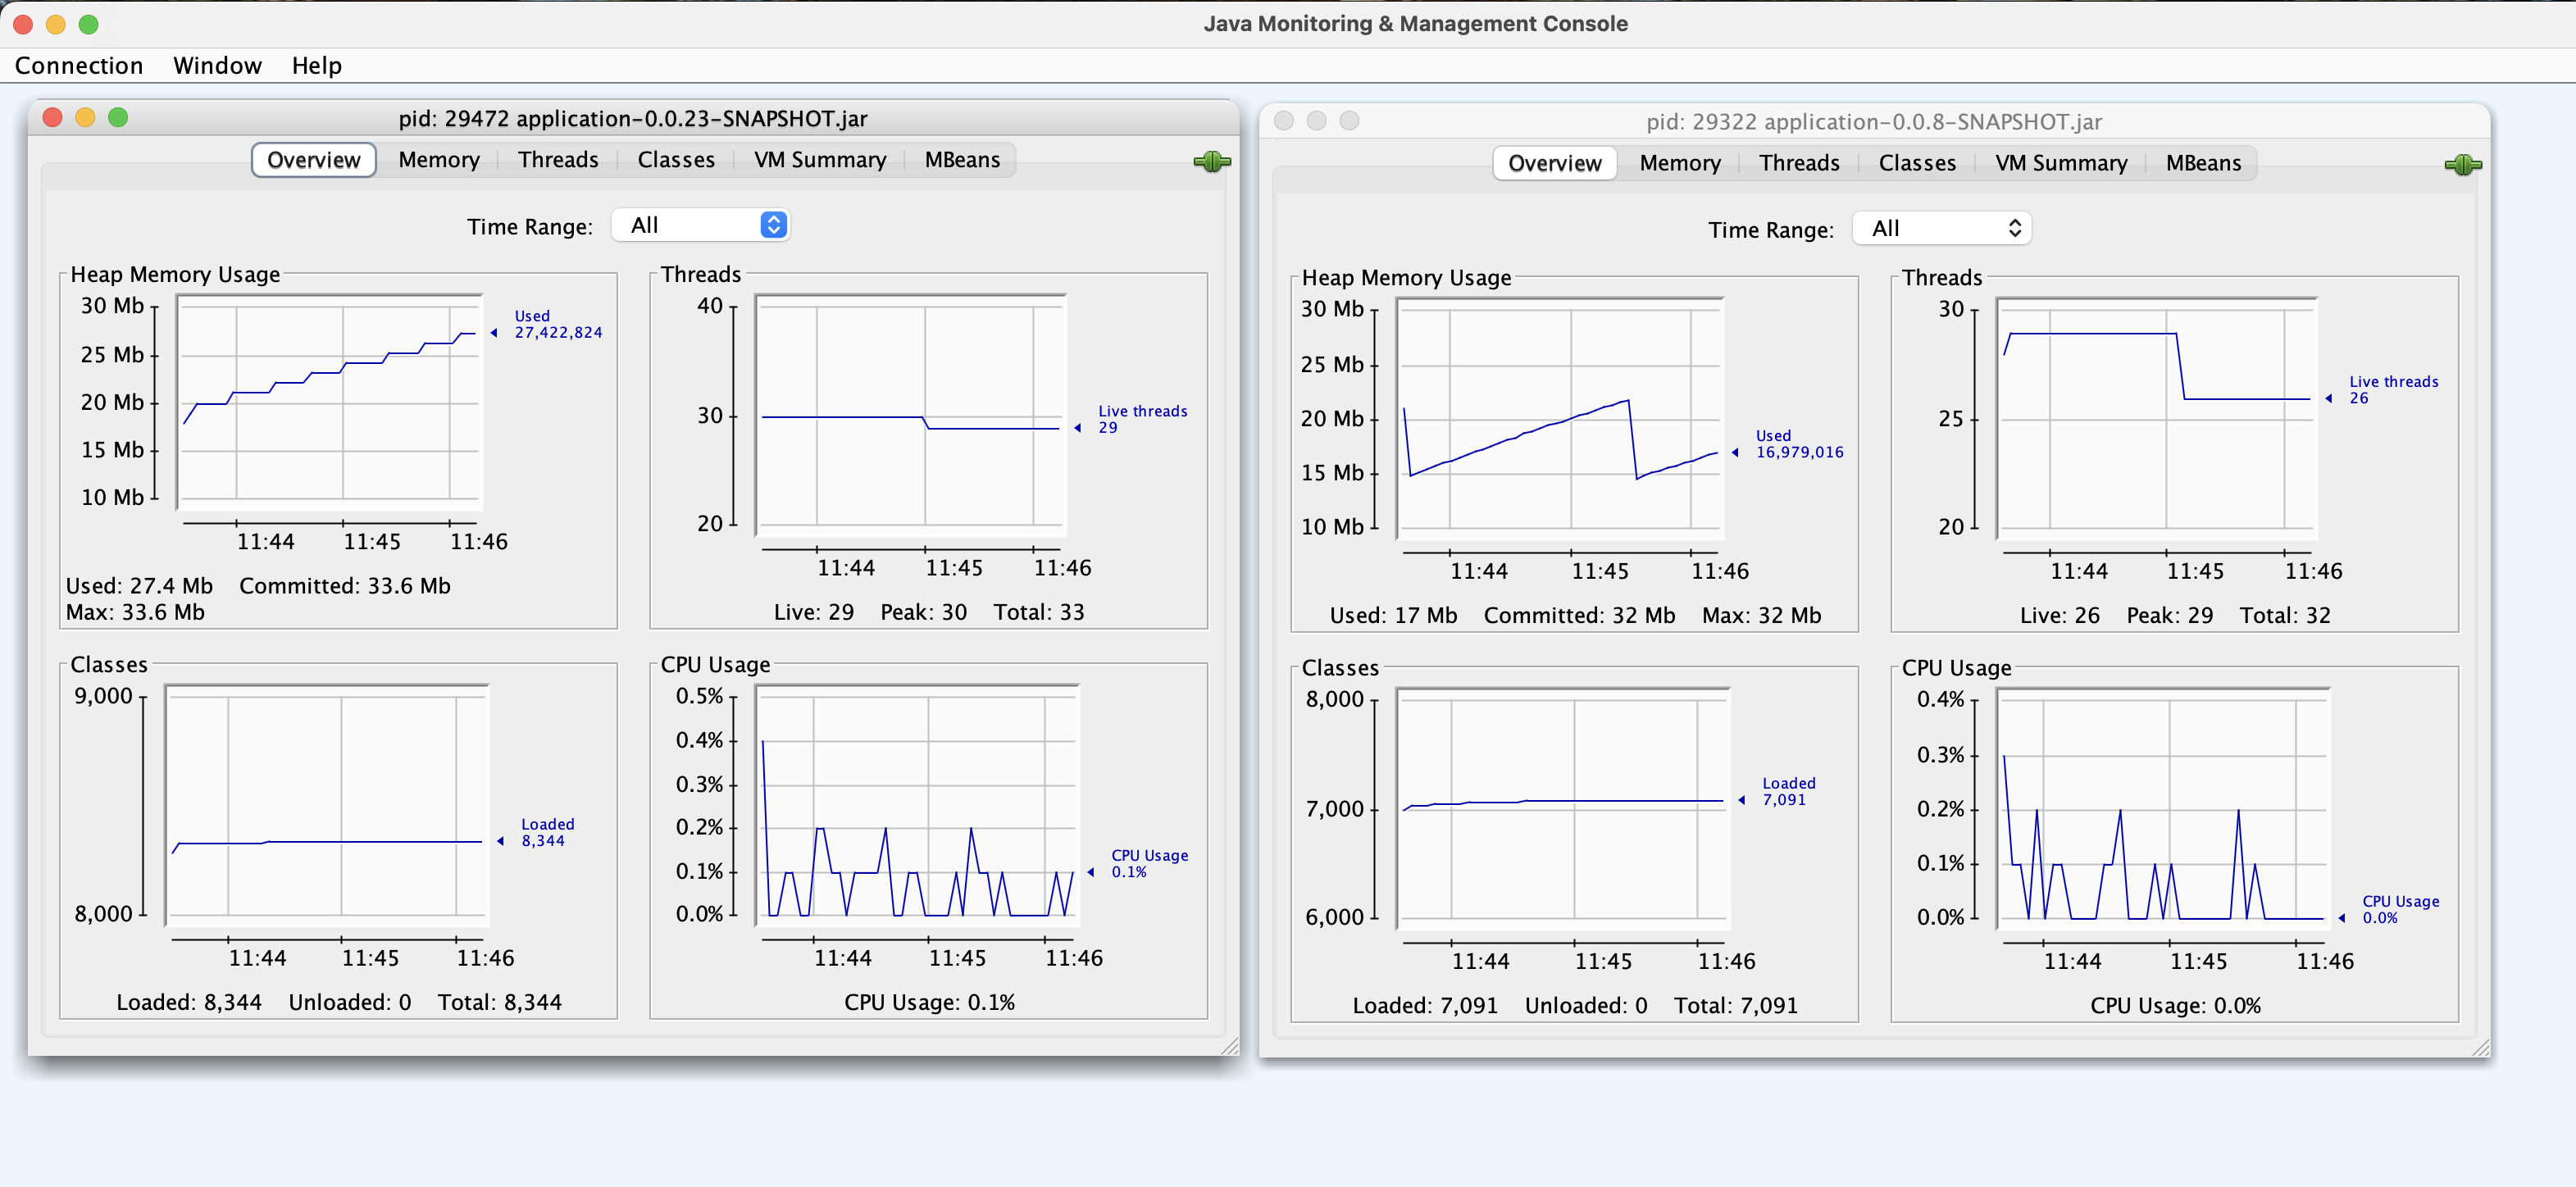 Java Monitoring & Management Console
Connection Window Help
pid: 29472 application-0.0.23-SNAPSHOT.jar
Overview Memory Threads Classes VM Summary MBeans
Time Range: All
Heap Memory Usage
30 Mb
25 Mb
20 Mb
15 Mb
10 Mb
Used
27,422,824
11:44 11:45 11:46
Used: 27.4 Mb Committed: 33.6 Mb
Max: 33.6 Mb
Threads
40
30
20
Live threads
29
11:44 11:45 11:46
Live: 29 Peak: 30 Total: 33
Classes
9,000
8,000
Loaded
8,344
11:44 11:45 11:46
Loaded: 8,344 Unloaded: 0 Total: 8,344
CPU Usage
0.5%
0.4%
0.3%
0.2%
0.1%
0.0%
CPU Usage
0.1%
11:44 11:45 11:46
CPU Usage: 0.1%
pid: 29322 application-0.0.8-SNAPSHOT.jar
Overview Memory Threads Classes VM Summary MBeans
Time Range: All
Heap Memory Usage
30 Mb
25 Mb
20 Mb
15 Mb
10 Mb
Used
16,979,016
11:44 11:45 11:46
Used: 17 Mb Committed: 32 Mb Max: 32 Mb
Threads
30
25
20
Live threads
26
11:44 11:45 11:46
Live: 26 Peak: 29 Total: 32
Classes
8,000
7,000
6,000
Loaded
7,091
11:44 11:45 11:46
Loaded: 7,091 Unloaded: 0 Total: 7,091
CPU Usage
0.4%
0.3%
0.2%
0.1%
0.0%
CPU Usage
0.0%
11:44 11:45 11:46
CPU Usage: 0.0%